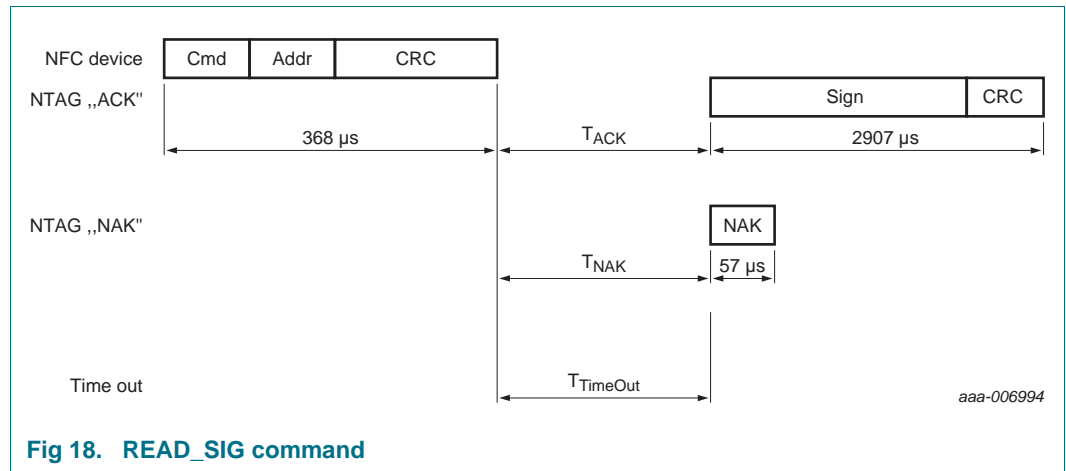 NFC device Cmd Addr CRC
NTAG ,,ACK" Sign CRC
368 µs TACK 2907 µs
NTAG ,,NAK" NAK
TNAK 57 µs
Time out TTimeOut
aaa-006994
Fig 18. READ_SIG command